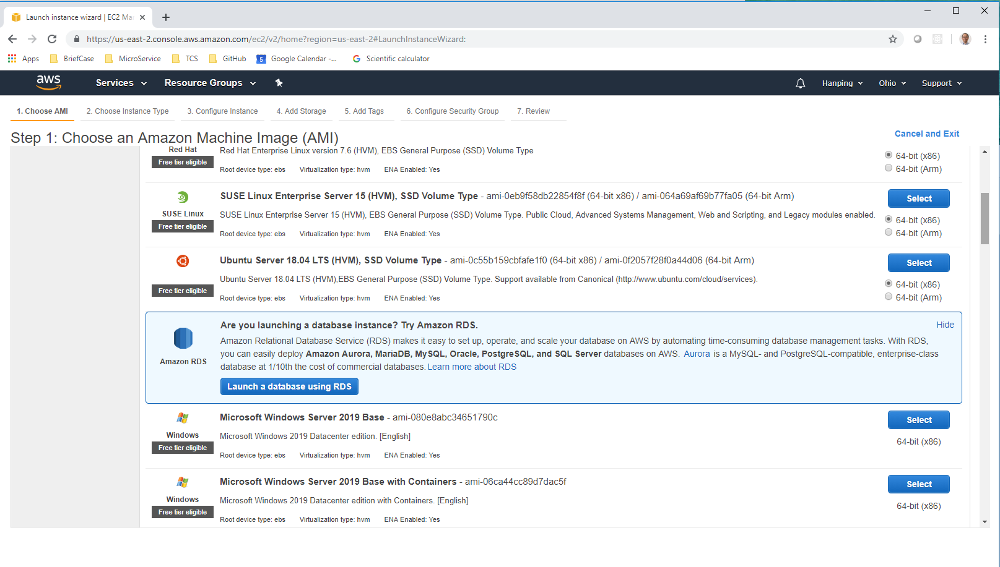 Launch instance wizard | EC2 Ma
https://us-east-2.console.aws.amazon.com/ec2/v2/home?region=us-east-2#LaunchInstanceWizard:
Apps BriefCase MicroService TCS GitHub 5 Google Calendar -... G Scientific calculator
aws Services Resource Groups Hanping Ohio Support
1. Choose AMI 2. Choose Instance Type 3. Configure Instance 4. Add Storage 5. Add Tags 6. Configure Security Group 7. Review
Step 1: Choose an Amazon Machine Image (AMI) Cancel and Exit
Red Hat Red Hat Enterprise Linux version 7.6 (HVM), EBS General Purpose (SSD) Volume Type
64-bit (x86)
Free tier eligible
Root device type: ebs Virtualization type: hvm ENA Enabled: Yes 64-bit (Arm)
SUSE Linux Enterprise Server 15 (HVM), SSD Volume Type - ami-0eb9f58db22854f8f (64-bit x86) / ami-064a69af69b77fa05 (64-bit Arm) Select
SUSE Linux SUSE Linux Enterprise Server 15 (HVM), EBS General Purpose (SSD) Volume Type. Public Cloud, Advanced Systems Management, Web and Scripting, and Legacy modules enabled.
64-bit (x86)
Free tier eligible
Root device type: ebs Virtualization type: hvm ENA Enabled: Yes 64-bit (Arm)
Ubuntu Server 18.04 LTS (HVM), SSD Volume Type - ami-0c55b159cbfafe1f0 (64-bit x86) / ami-0f2057f28f0a44d06 (64-bit Arm) Select
Ubuntu Server 18.04 LTS (HVM),EBS General Purpose (SSD) Volume Type. Support available from Canonical (http://www.ubuntu.com/cloud/services).
64-bit (x86)
Free tier eligible
Root device type: ebs Virtualization type: hvm ENA Enabled: Yes 64-bit (Arm)
Are you launching a database instance? Try Amazon RDS. Hide
Amazon Relational Database Service (RDS) makes it easy to set up, operate, and scale your database on AWS by automating time-consuming database management tasks. With RDS,
you can easily deploy Amazon Aurora, MariaDB, MySQL, Oracle, PostgreSQL, and SQL Server databases on AWS. Aurora is a MySQL- and PostgreSQL-compatible, enterprise-class
Amazon RDS
database at 1/10th the cost of commercial databases. Learn more about RDS
Launch a database using RDS
Microsoft Windows Server 2019 Base - ami-080e8abc34651790c Select
Windows Microsoft Windows 2019 Datacenter edition. [English]
64-bit (x86)
Free tier eligible
Root device type: ebs Virtualization type: hvm ENA Enabled: Yes
Microsoft Windows Server 2019 Base with Containers - ami-06ca44cc89d7dac5f Select
Windows Microsoft Windows 2019 Datacenter edition with Containers. [English]
64-bit (x86)
Free tier eligible
Root device type: ebs Virtualization type: hvm ENA Enabled: Yes